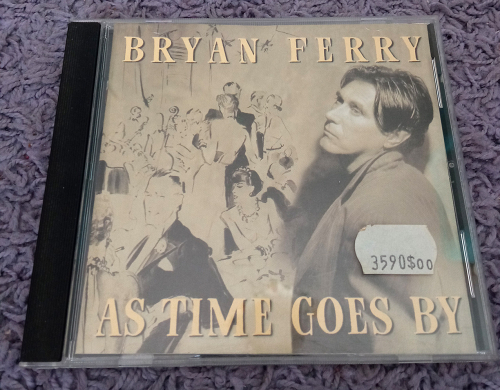 BRYAN FERRY
3590$00
AS TIME GOES BY